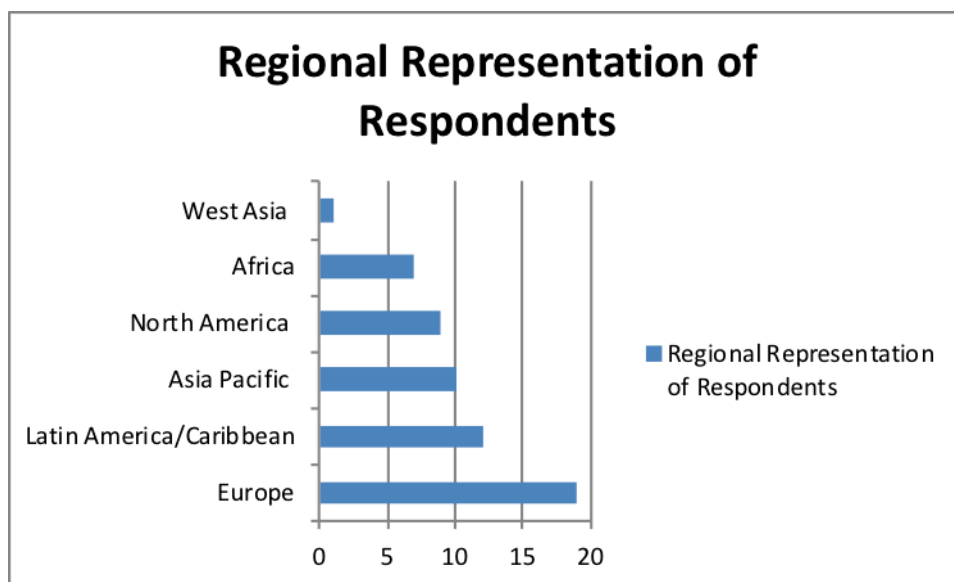 Regional Representation of
Respondents
West Asia
Africa
North America
Asia Pacific
Latin America/Caribbean
Europe
0 5 10 15 20
Regional Representation
of Respondents